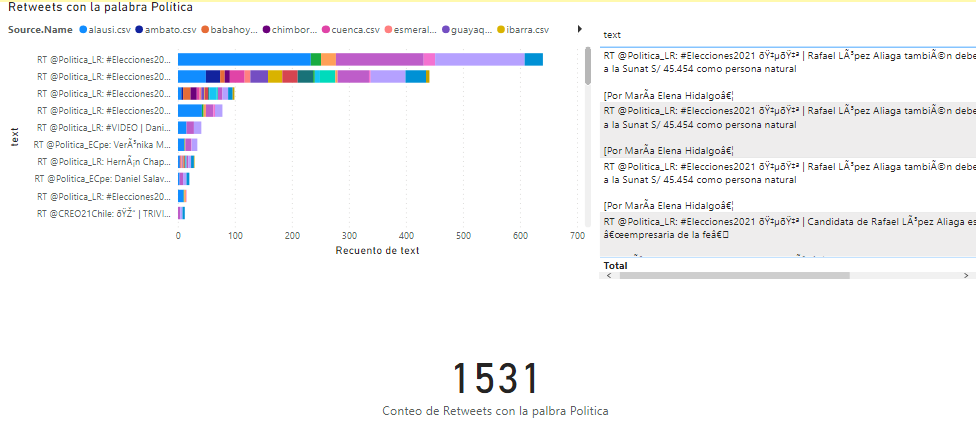 Retweets con la palabra Politica
Source.Name alausi.csv ambato.csv babahoy... chimbor... cuenca.csv esmeral... guayaq... ibarra.csv
text
RT @Politica_LR: #Elecciones20...
RT @Politica_LR: #Elecciones20...
RT @Politica_LR: #Elecciones20...
RT @Politica_LR: #Elecciones20...
RT @Politica_LR: #VIDEO | Dani...
RT @Politica_ECpe: VerÃ³nika M...
RT @Politica_LR: HernÃ¡n Chap...
RT @Politica_ECpe: Daniel Salav...
RT @Politica_LR: #Elecciones20...
RT @CREO21Chile: ðŸŽ¯ | TRIVI...
0 100 200 300 400 500 600 700
Recuento de text
text
RT @Politica_LR: #Elecciones2021 ðŸ‡µðŸ‡ª | Rafael LÃ³pez Aliaga tambiÃ©n debe
a la Sunat S/ 45.454 como persona natural
[Por MarÃ­a Elena Hidalgoâ€¦
RT @Politica_LR: #Elecciones2021 ðŸ‡µðŸ‡ª | Rafael LÃ³pez Aliaga tambiÃ©n debe
a la Sunat S/ 45.454 como persona natural
[Por MarÃ­a Elena Hidalgoâ€¦
RT @Politica_LR: #Elecciones2021 ðŸ‡µðŸ‡ª | Rafael LÃ³pez Aliaga tambiÃ©n debe
a la Sunat S/ 45.454 como persona natural
[Por MarÃ­a Elena Hidalgoâ€¦
RT @Politica_LR: #Elecciones2021 ðŸ‡µðŸ‡ª | Candidata de Rafael LÃ³pez Aliaga es
â€œempresaria de la feâ€
Total
1531
Conteo de Retweets con la palbra Politica